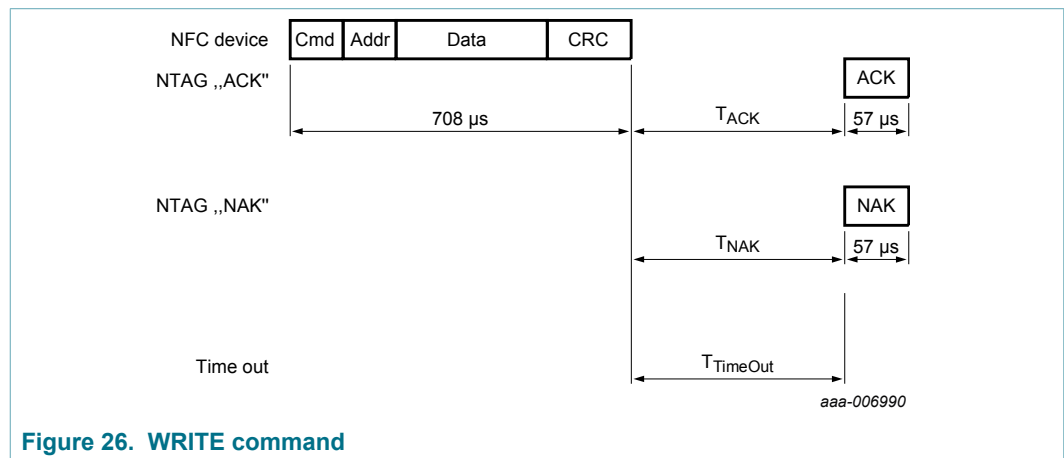 NFC device Cmd Addr Data CRC
NTAG ,,ACK" ACK
708 µs TACK 57 µs
NTAG ,,NAK" NAK
TNAK 57 µs
Time out TTimeOut
aaa-006990
Figure 26. WRITE command